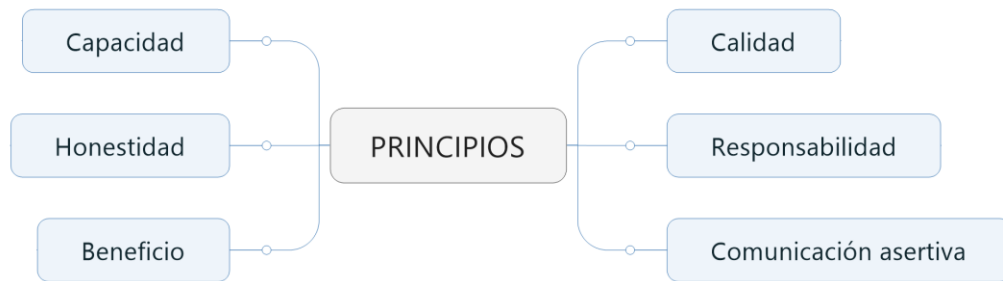 Capacidad
Honestidad
Beneficio
PRINCIPIOS
Calidad
Responsabilidad
Comunicación asertiva